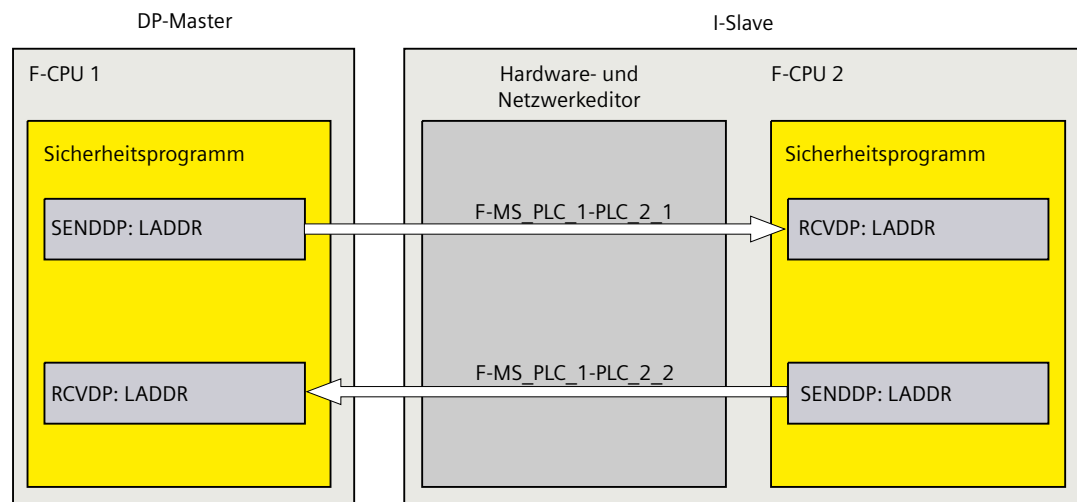 DP-Master
I-Slave
F-CPU 1
Hardware- und
Netzwerkeditor
F-CPU 2
Sicherheitsprogramm
Sicherheitsprogramm
SENDDP: LADDR
F-MS_PLC_1-PLC_2_1
RCVDP: LADDR
RCVDP: LADDR
F-MS_PLC_1-PLC_2_2
SENDDP: LADDR